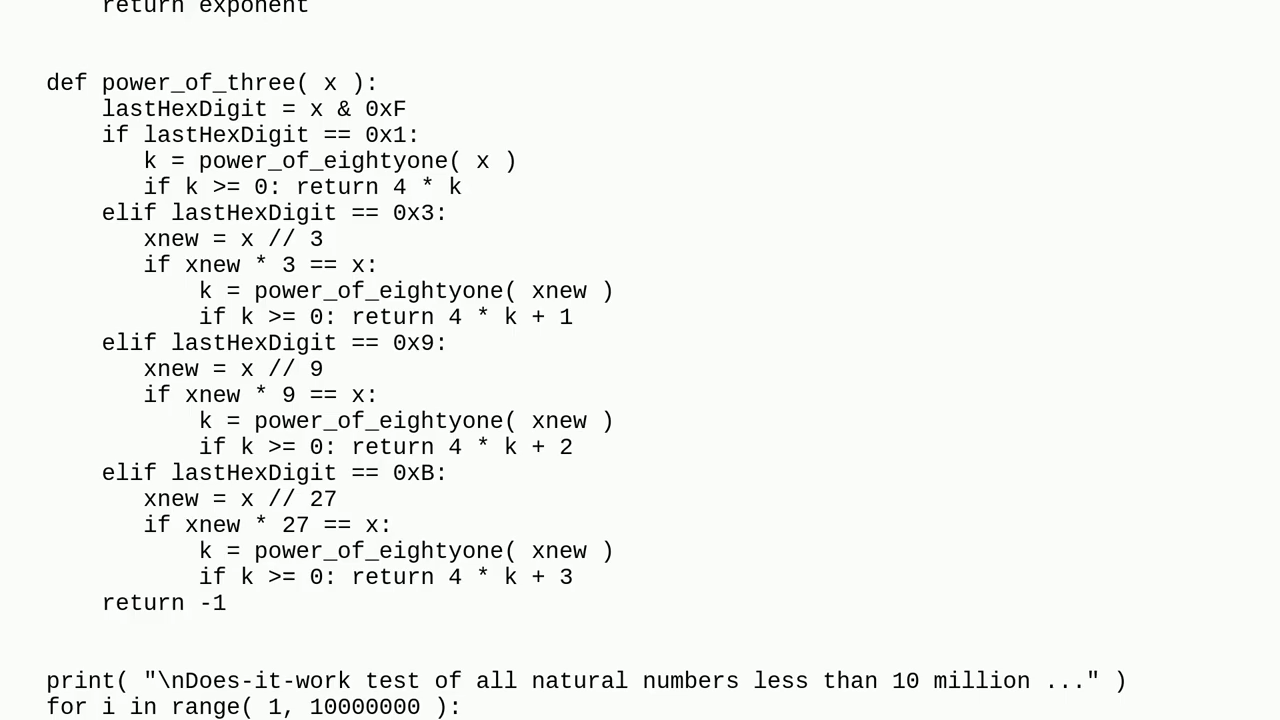 return exponent
def power_of_three( x ):
    lastHexDigit = x & 0xF
    if lastHexDigit == 0x1:
       k = power_of_eightyone( x )
       if k >= 0: return 4 * k
    elif lastHexDigit == 0x3:
       xnew = x // 3
       if xnew * 3 == x:
           k = power_of_eightyone( xnew )
           if k >= 0: return 4 * k + 1
    elif lastHexDigit == 0x9:
       xnew = x // 9
       if xnew * 9 == x:
           k = power_of_eightyone( xnew )
           if k >= 0: return 4 * k + 2
    elif lastHexDigit == 0xB:
       xnew = x // 27
       if xnew * 27 == x:
           k = power_of_eightyone( xnew )
           if k >= 0: return 4 * k + 3
    return -1
print( "\nDoes-it-work test of all natural numbers less than 10 million ..." )
for i in range( 1, 10000000 ):